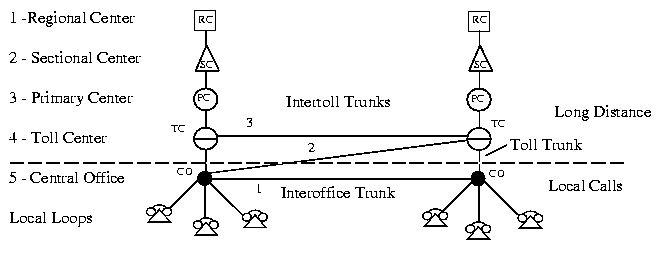 1 -Regional Center
RC
RC
2 - Sectional Center
SC
SC
3 - Primary Center
PC
PC
Intertoll Trunks
Long Distance
TC
3
TC
4 - Toll Center
2
Toll Trunk
5 - Central Office
CO
CO
1
Interoffice Trunk
Local Calls
Local Loops